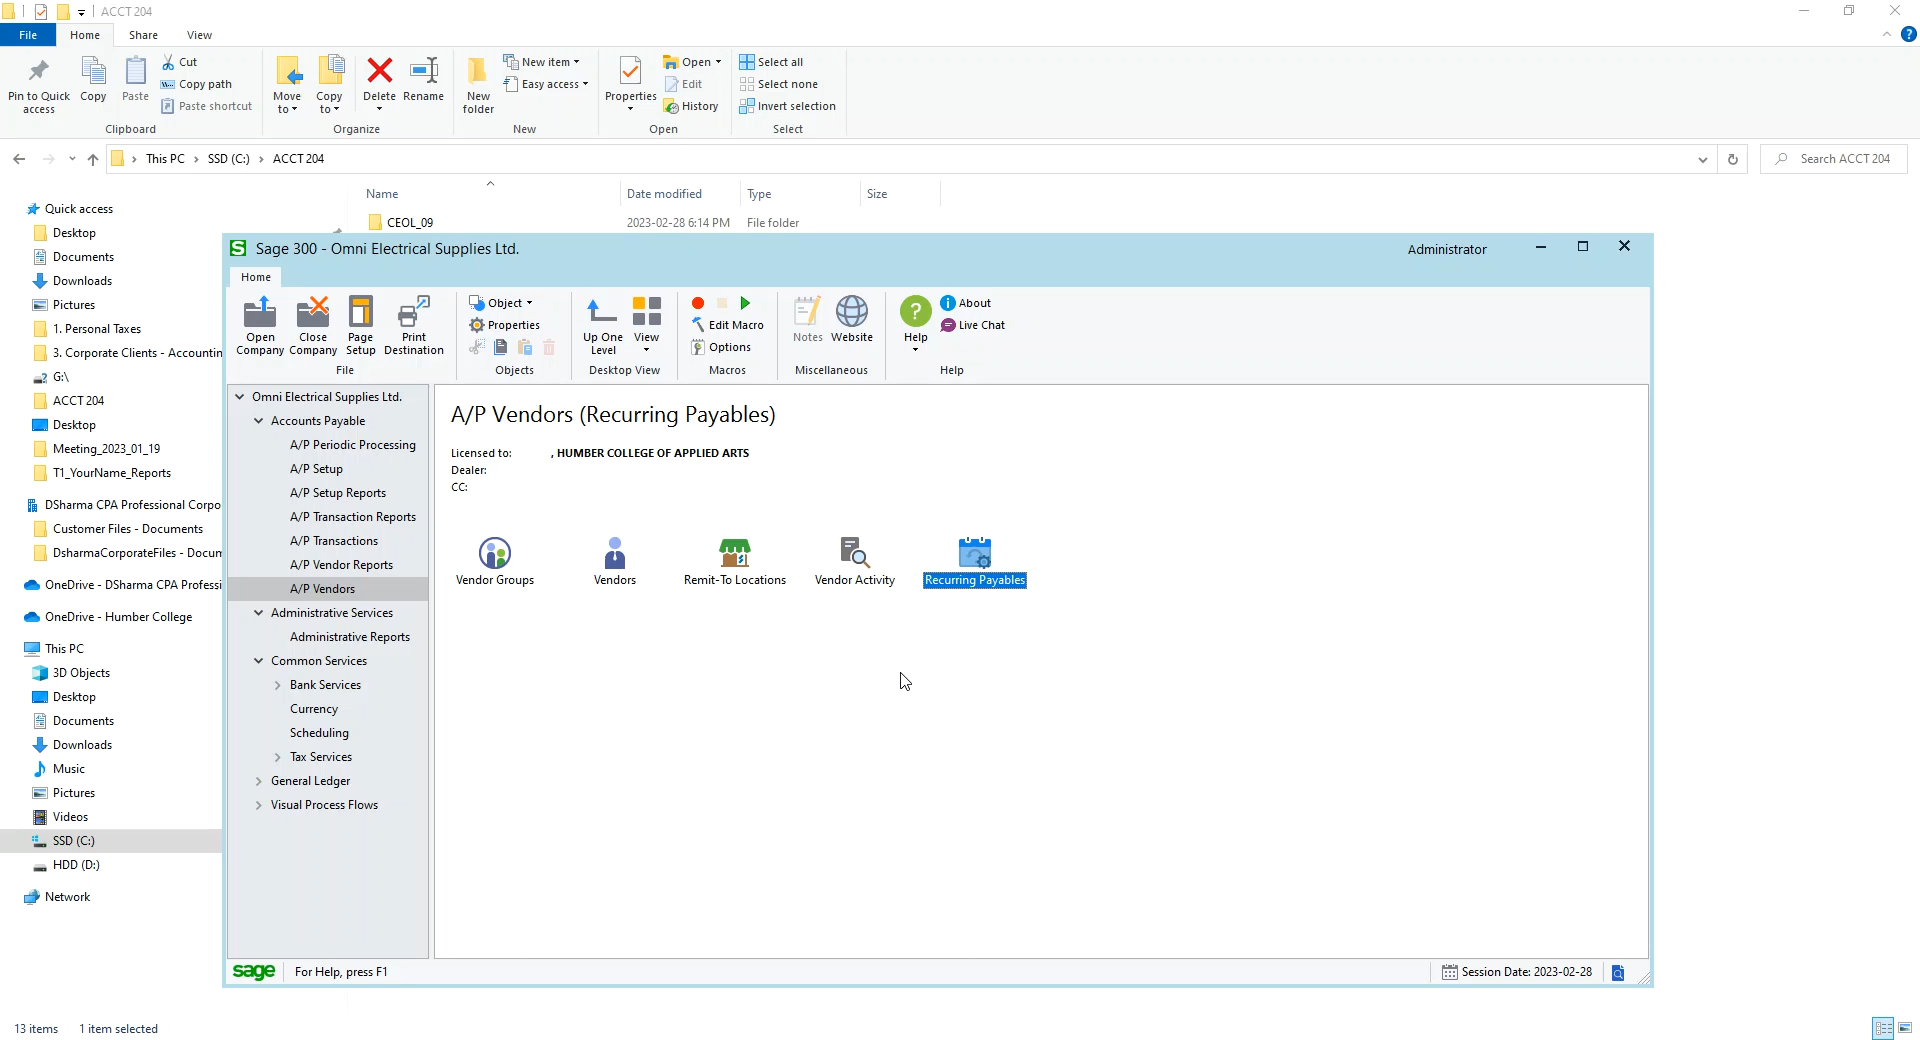 ACCT 204
File Home Share View
Pin to Quick access
Copy
Paste
Cut
Copy path
Paste shortcut
Clipboard
Move to
Copy to
Delete
Rename
Organize
New folder
New item
Easy access
New
Properties
Open
Edit
History
Open
Select all
Select none
Invert selection
Select
This PC › SSD (C:) › ACCT 204
Search ACCT 204
Name Date modified Type Size
CEOL_09 2023-02-28 6:14 PM File folder
Quick access
Desktop
Documents
Downloads
Pictures
1. Personal Taxes
3. Corporate Clients - Accountin
G:\
ACCT 204
Desktop
Meeting_2023_01_19
T1_YourName_Reports
DSharma CPA Professional Corpo
Customer Files - Documents
DsharmaCorporateFiles - Docum
OneDrive - DSharma CPA Professi
OneDrive - Humber College
This PC
3D Objects
Desktop
Documents
Downloads
Music
Pictures
Videos
SSD (C:)
HDD (D:)
Network
13 items 1 item selected
S Sage 300 - Omni Electrical Supplies Ltd.
Administrator
Home
Open Company
Close Company
Page Setup
Print Destination
File
Object
Properties
Objects
Up One Level
View
Desktop View
Edit Macro
Options
Macros
Notes
Website
Miscellaneous
Help
About
Live Chat
Help
Omni Electrical Supplies Ltd.
Accounts Payable
A/P Periodic Processing
A/P Setup
A/P Setup Reports
A/P Transaction Reports
A/P Transactions
A/P Vendor Reports
A/P Vendors
Administrative Services
Administrative Reports
Common Services
Bank Services
Currency
Scheduling
Tax Services
General Ledger
Visual Process Flows
A/P Vendors (Recurring Payables)
Licensed to: , HUMBER COLLEGE OF APPLIED ARTS
Dealer:
CC:
Vendor Groups
Vendors
Remit-To Locations
Vendor Activity
Recurring Payables
sage For Help, press F1
Session Date: 2023-02-28